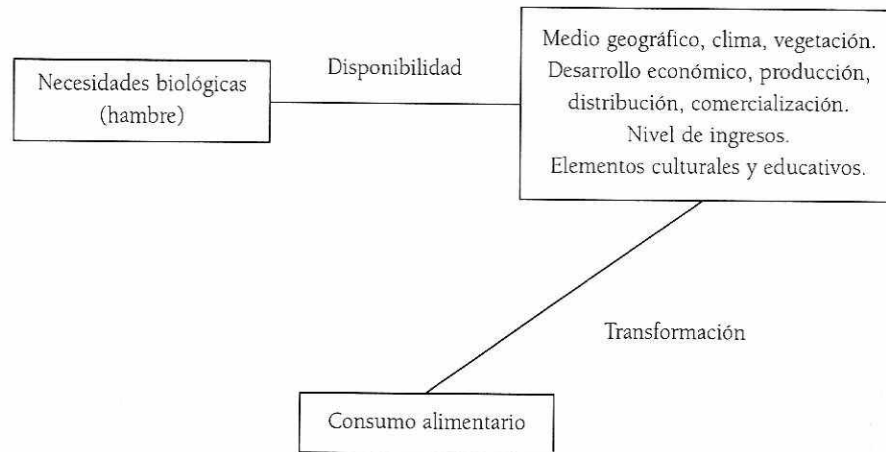 Necesidades biológicas
(hambre)
Disponibilidad
Medio geográfico, clima, vegetación.
Desarrollo económico, producción,
distribución, comercialización.
Nivel de ingresos.
Elementos culturales y educativos.
Transformación
Consumo alimentario